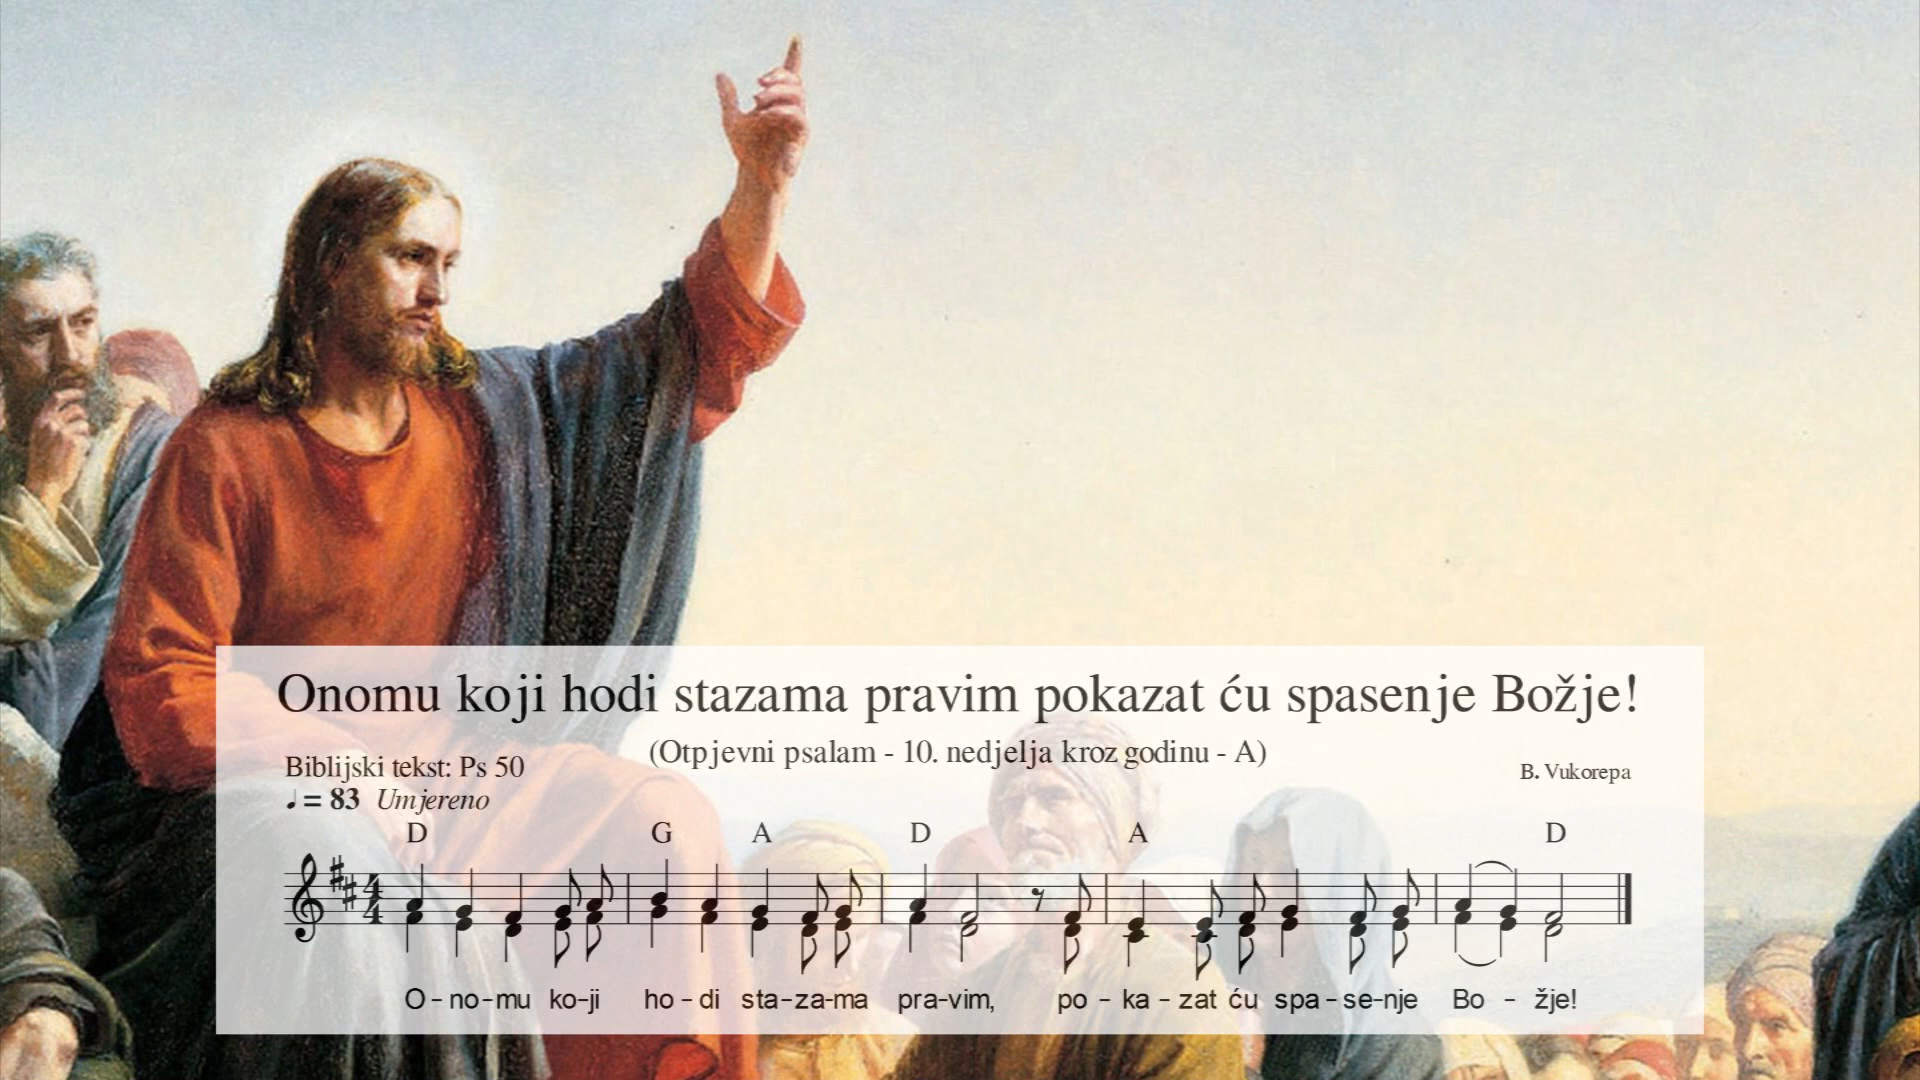 Onomu koji hodi stazama pravim pokazat ću spasenje Božje!
(Otpjevni psalam - 10. nedjelja kroz godinu - A)
Biblijski tekst: Ps 50
B. Vukorepa
♩ = 83 Umjereno
D G A D A D
4
4
O-no-mu ko-ji ho-di sta-za-ma pra-vim, po-ka-zat ću spa-se-nje Bo-žje!